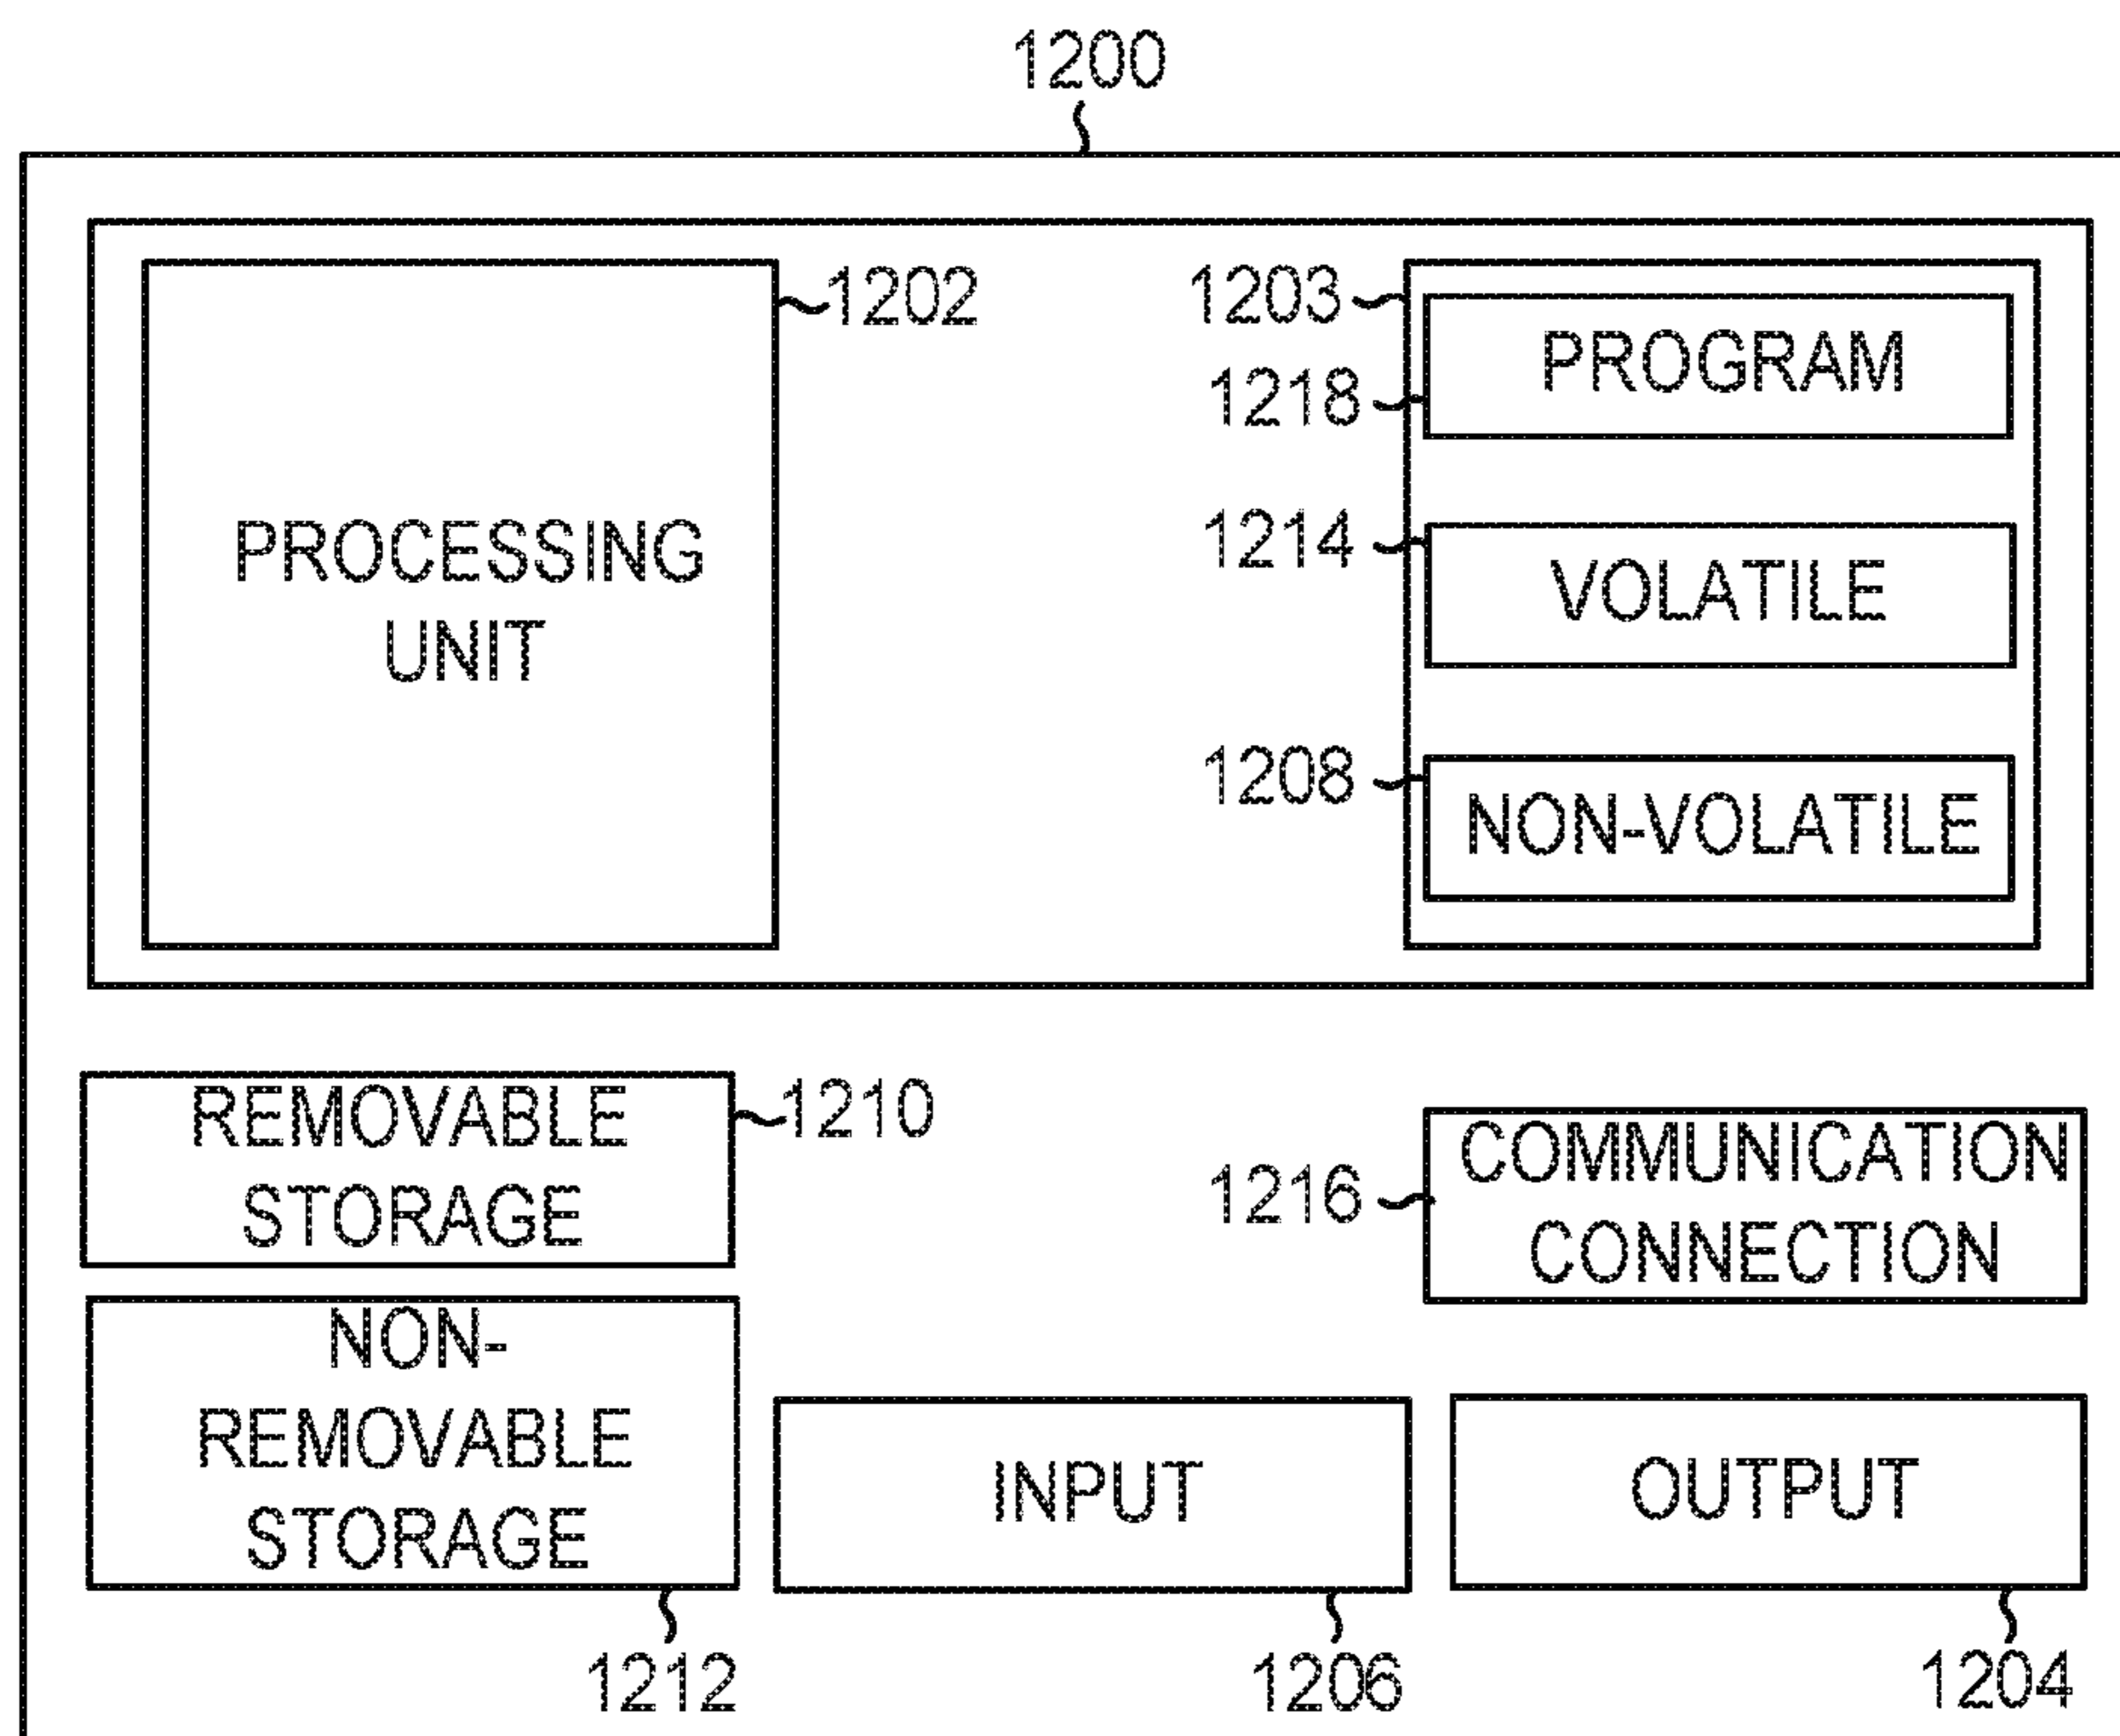 1200
PROCESSING
UNIT
1202
1203
PROGRAM
1218
1214
VOLATILE
1208
NON-VOLATILE
REMOVABLE
STORAGE
1210
COMMUNICATION
CONNECTION
1216
NON-
REMOVABLE
STORAGE
INPUT
OUTPUT
1212
1206
1204